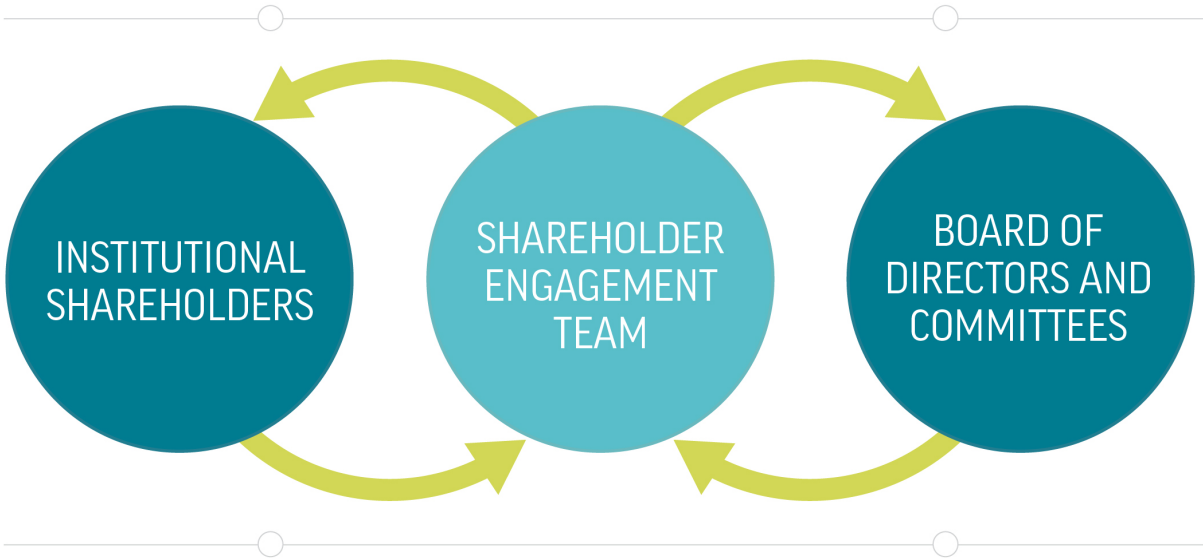 INSTITUTIONAL
SHAREHOLDERS
SHAREHOLDER
ENGAGEMENT
TEAM
BOARD OF
DIRECTORS AND
COMMITTEES